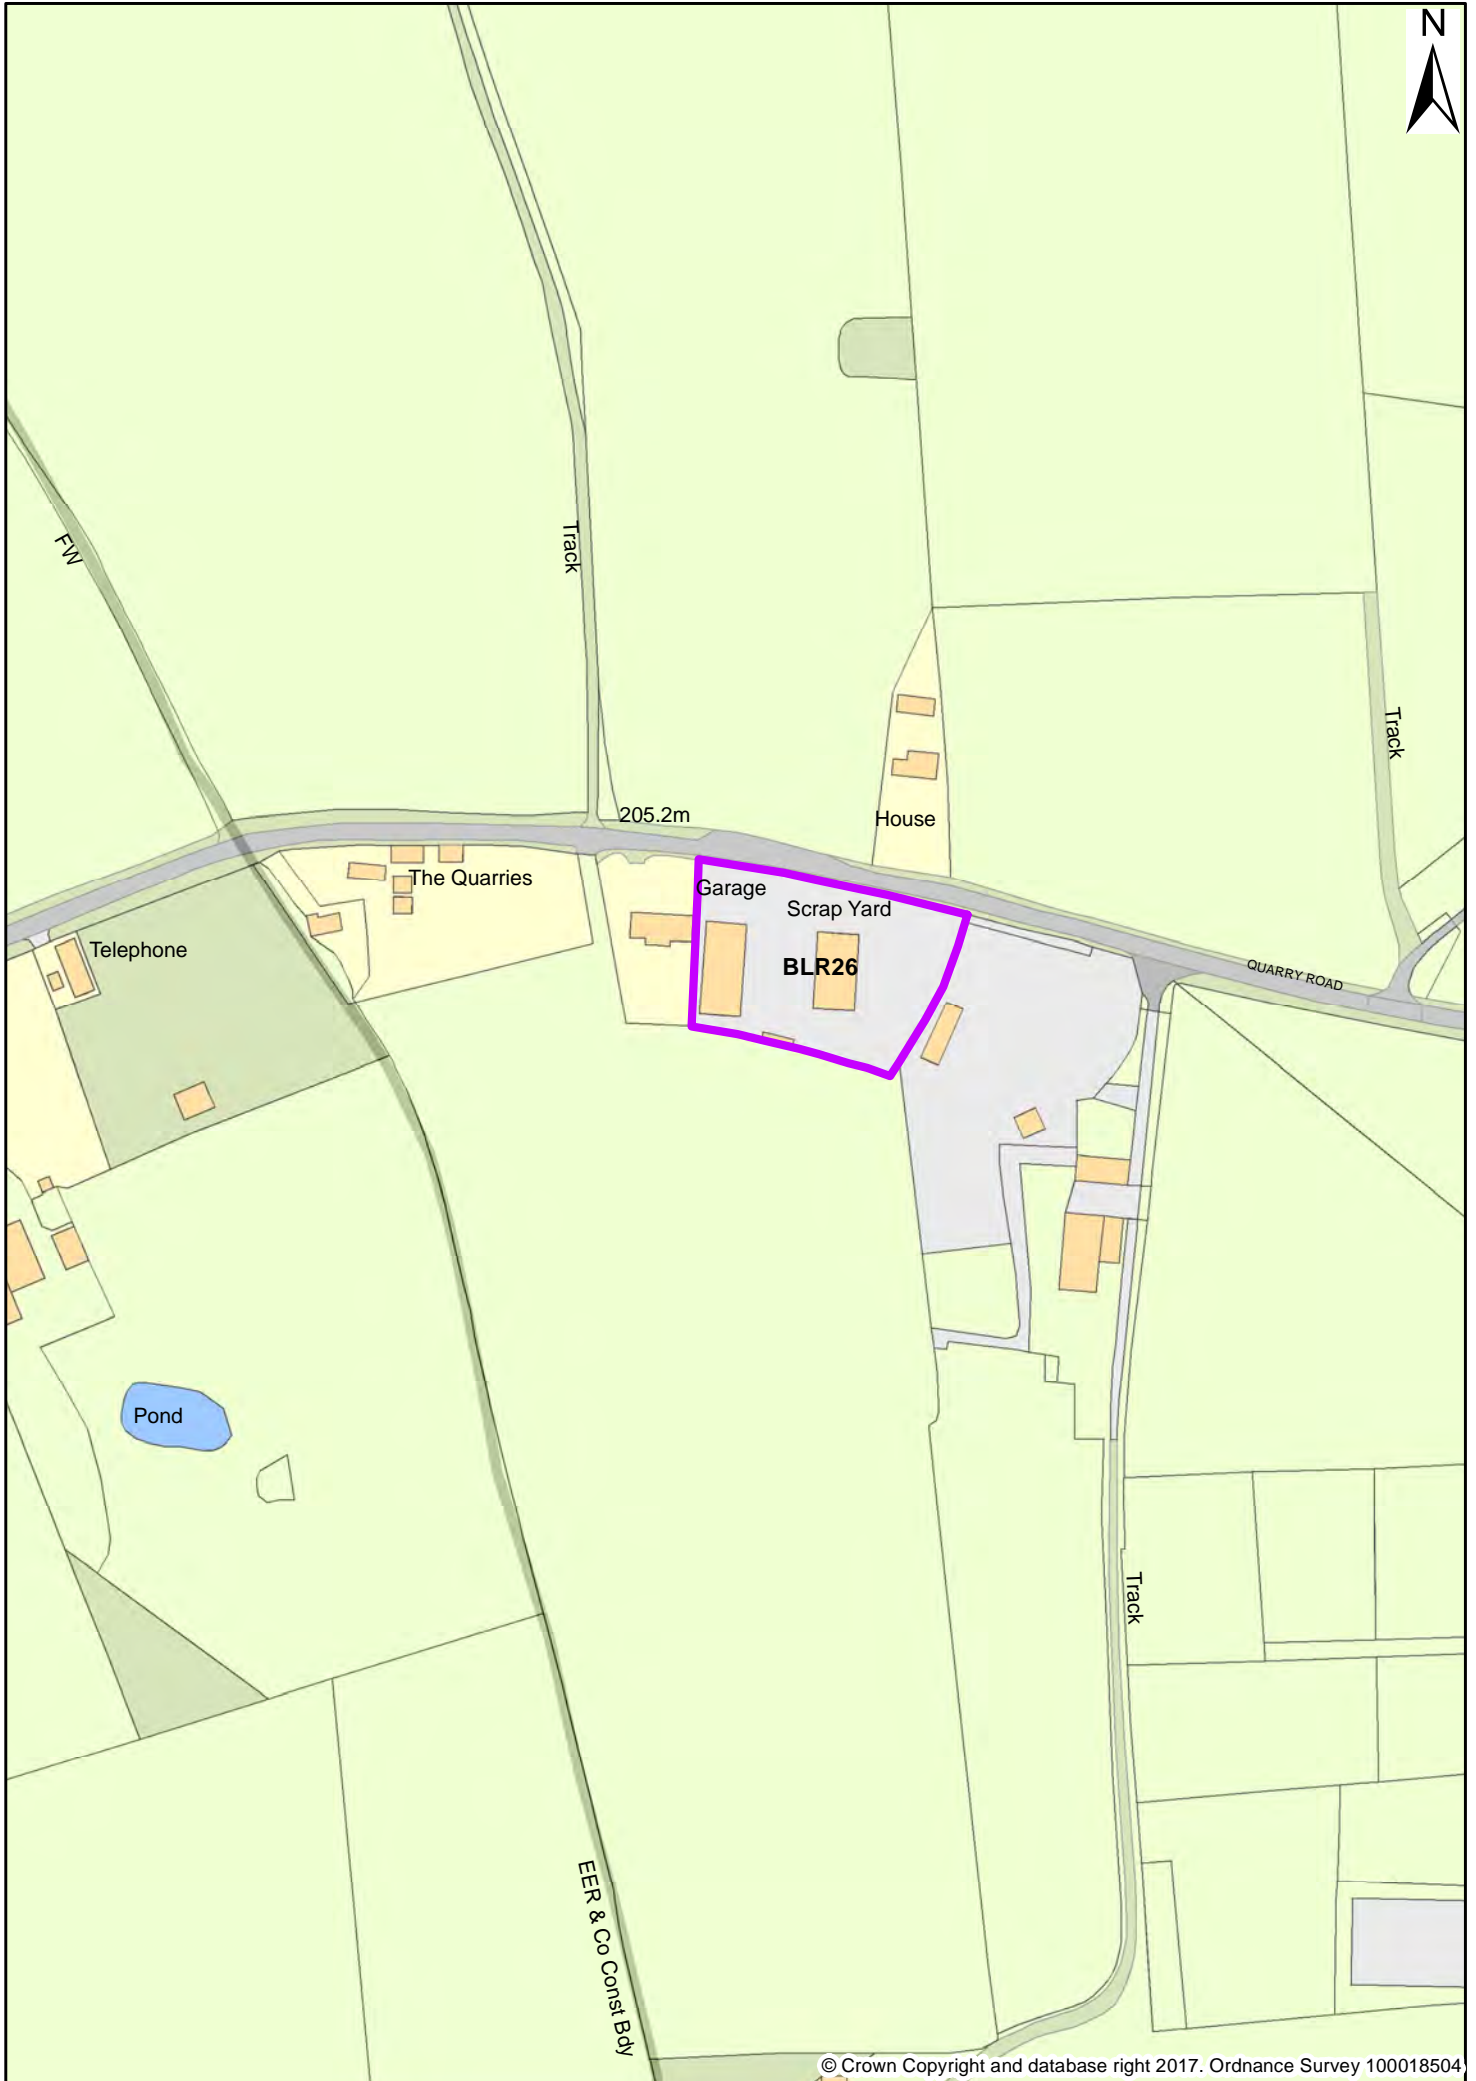 N
FW
Track
Track
205.2m
House
The Quarries
Garage
Scrap Yard
Telephone
BLR26
QUARRY ROAD
Pond
Track
EER & Co Const Bdy
© Crown Copyright and database right 2017. Ordnance Survey 100018504